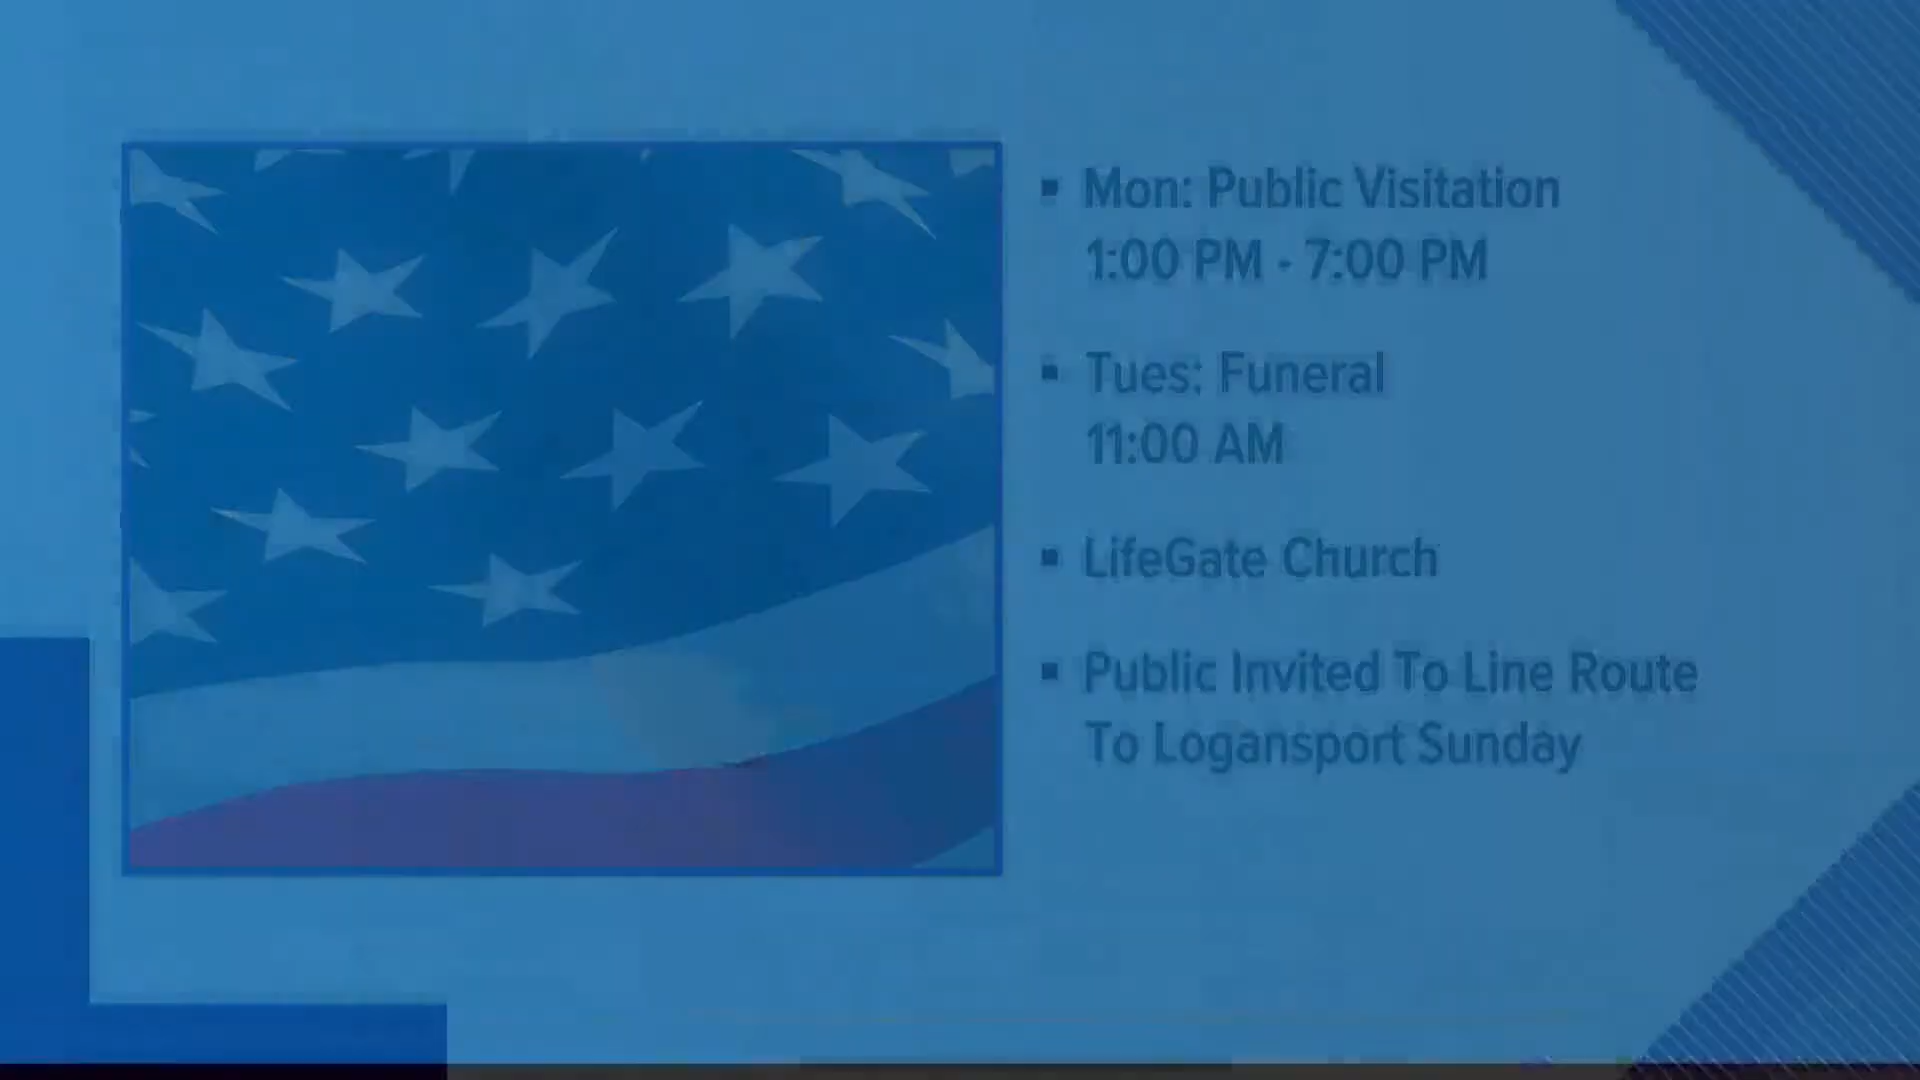 ▪ Mon: Public Visitation
1:00 PM - 7:00 PM
▪ Tues: Funeral
11:00 AM
▪ LifeGate Church
▪ Public Invited To Line Route
To Logansport Sunday